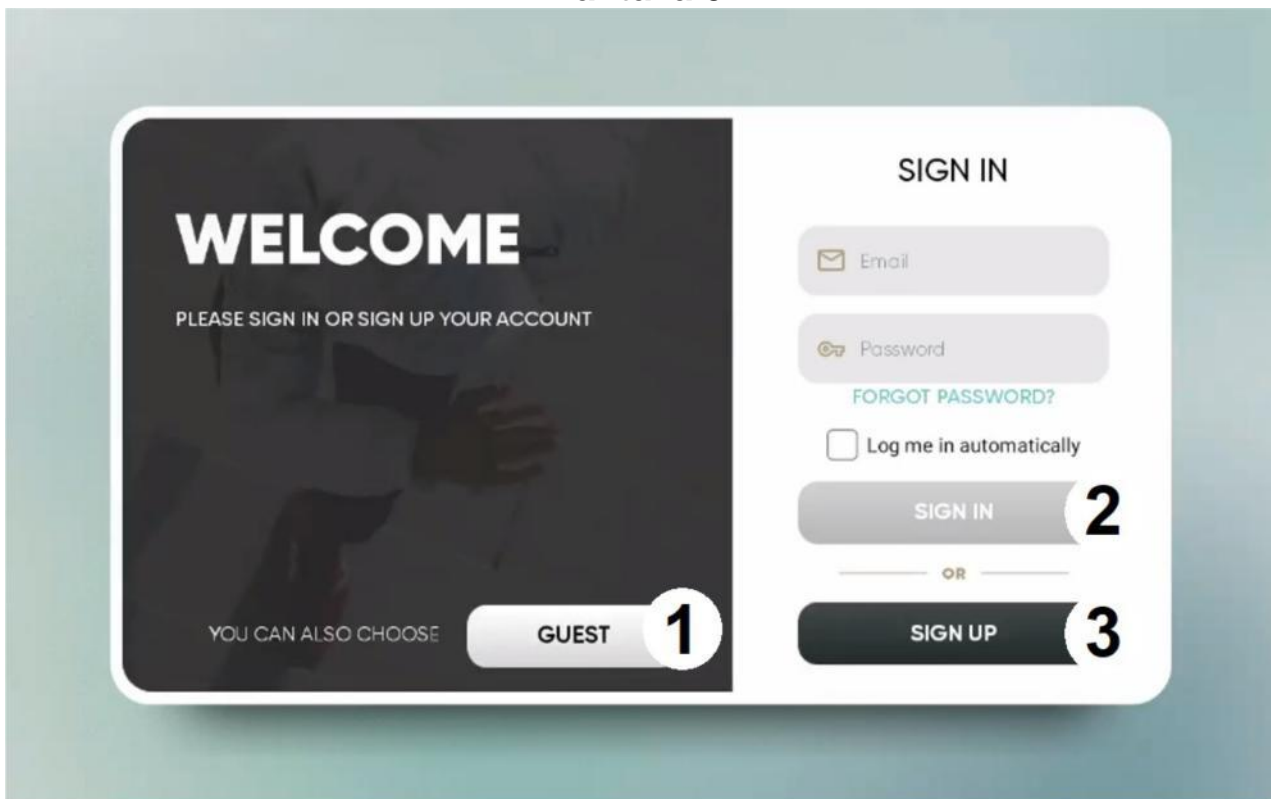 WELCOME
PLEASE SIGN IN OR SIGN UP YOUR ACCOUNT
YOU CAN ALSO CHOOSE
GUEST
1
SIGN IN
Email
Password
FORGOT PASSWORD?
Log me in automatically
SIGN IN
2
OR
SIGN UP
3